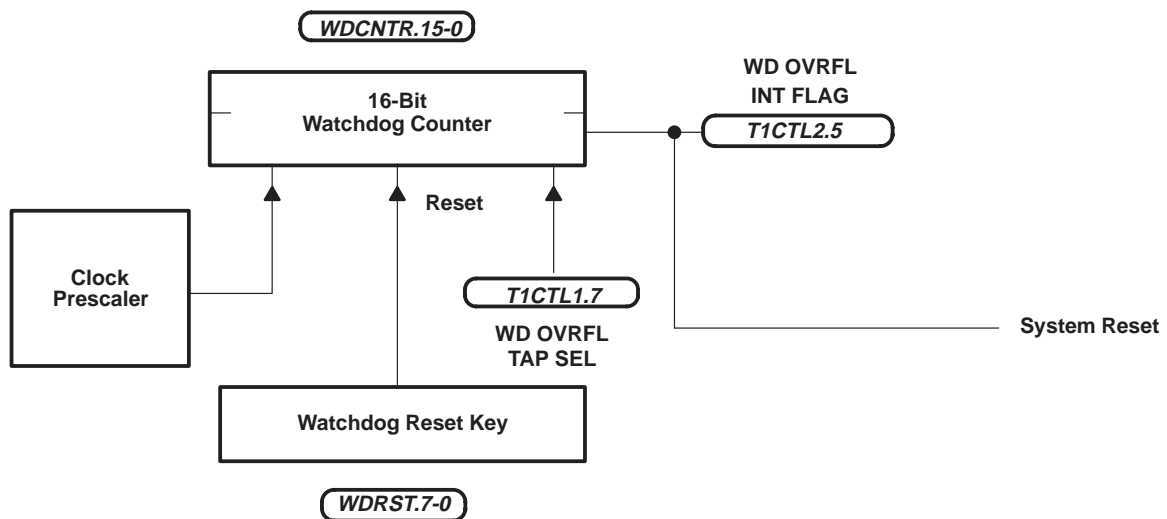 WDCNTR.15-0
16-Bit
Watchdog Counter
WD OVRFL
INT FLAG
T1CTL2.5
Reset
Clock
Prescaler
T1CTL1.7
WD OVRFL
TAP SEL
System Reset
Watchdog Reset Key
WDRST.7-0